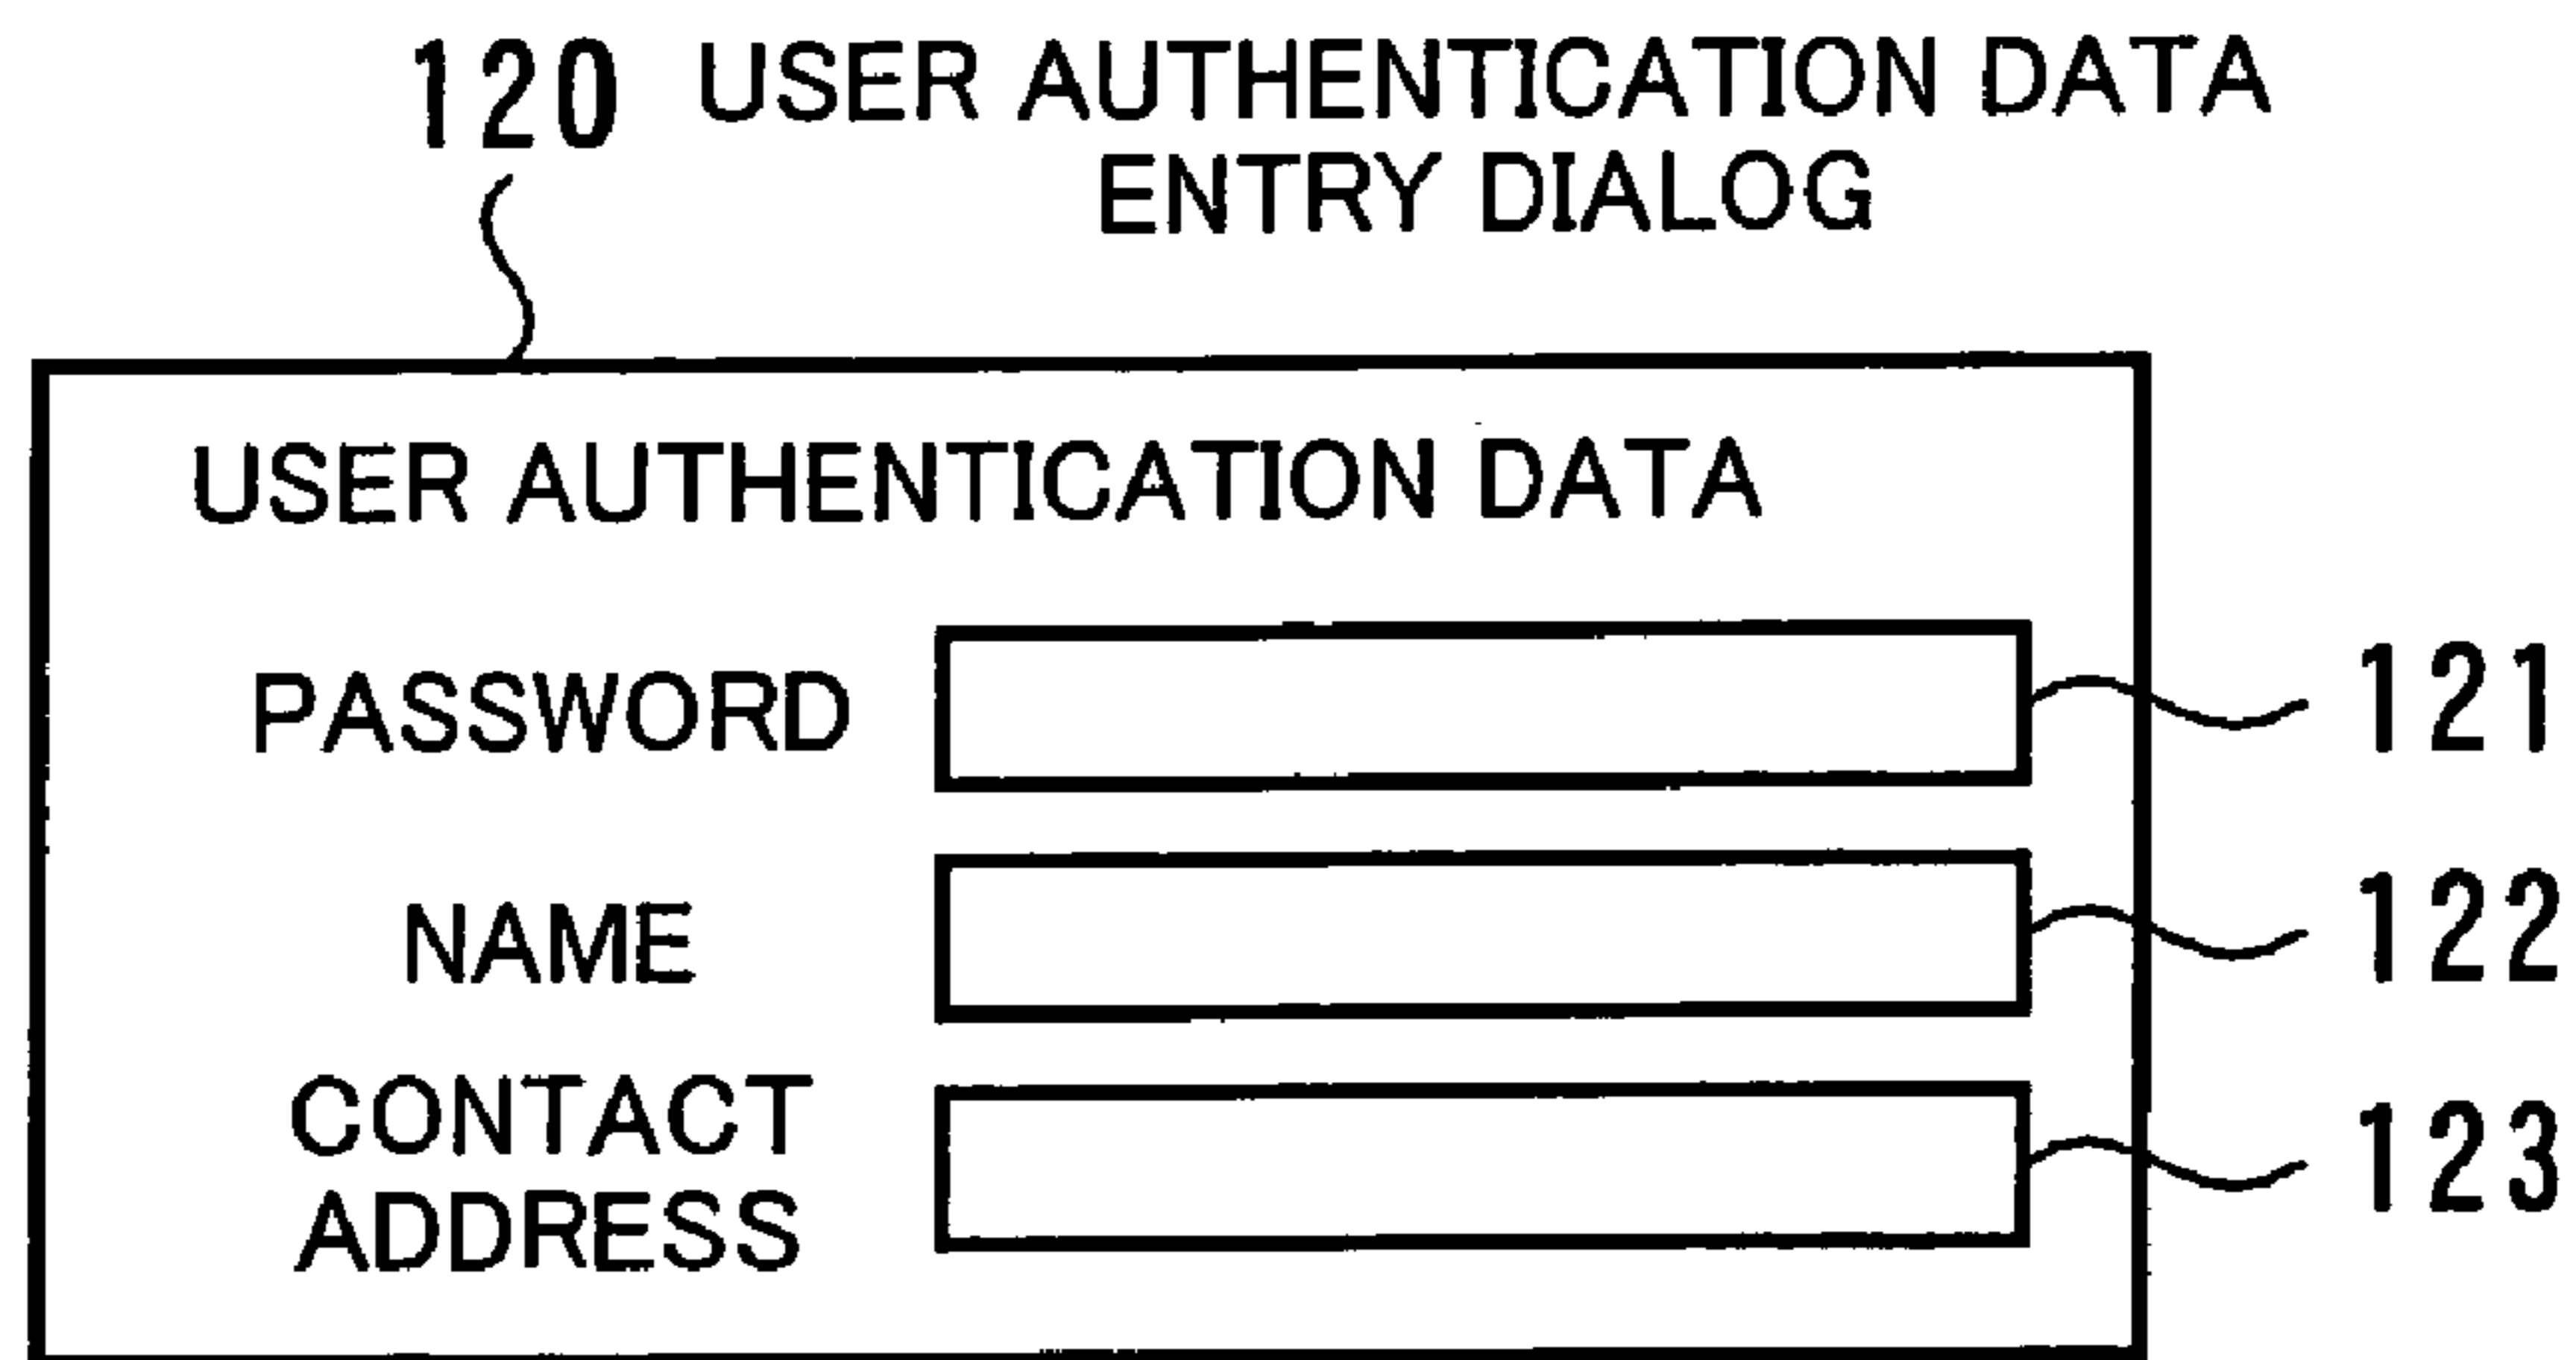 120 USER AUTHENTICATION DATA
ENTRY DIALOG
USER AUTHENTICATION DATA
PASSWORD 121
NAME 122
CONTACT
ADDRESS 123